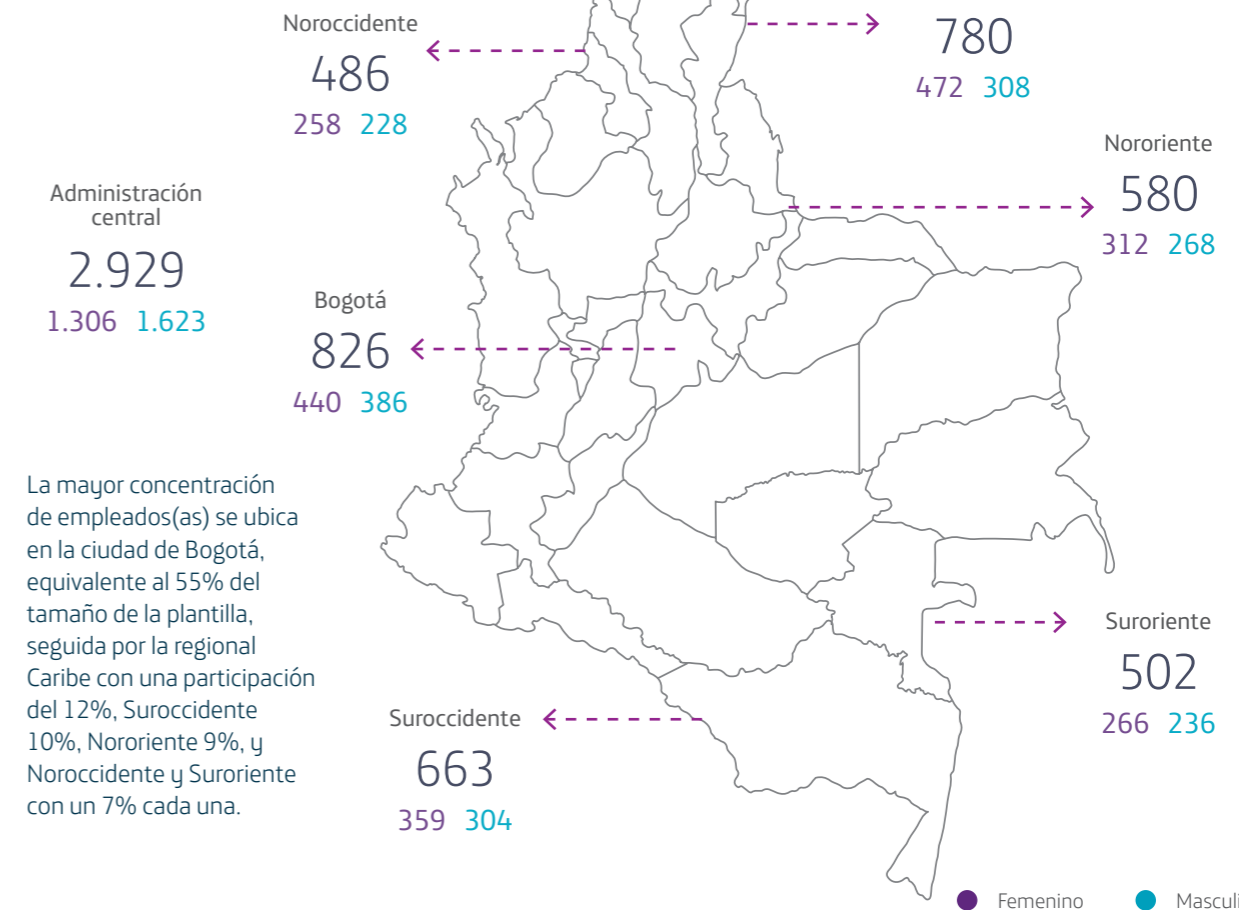 Noroccidente
486
258 228
780
472 308
Nororiente
580
312 268
Administración
central
2.929
1.306 1.623
Bogotá
826
440 386
La mayor concentración
de empleados(as) se ubica
en la ciudad de Bogotá,
equivalente al 55% del
tamaño de la plantilla,
seguida por la regional
Caribe con una participación
del 12%, Suroccidente
10%, Nororiente 9%, y
Noroccidente y Suroriente
con un 7% cada una.
Suroriente
502
266 236
Suroccidente
663
359 304
Femenino Masculi